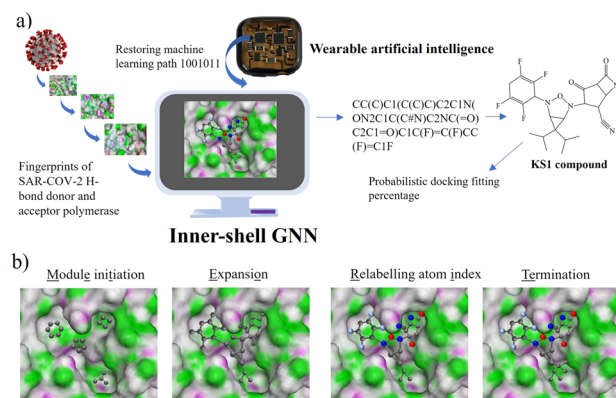 a)
Restoring machine
learning path 1001011
Wearable artificial intelligence
CC(C)C1(C(C)C)C2C1N(
ON2C1C(C#N)C2NC(=O)
C2C1=O)C1C(F)=C(F)CC
(F)=C1F
F
F
F
F
N
O
N
O
O
N
KS1 compound
Fingerprints of
SAR-COV-2 H-
bond donor and
acceptor polymerase
Probabilistic docking fitting
percentage
Inner-shell GNN
b)
Module initiation
Expansion
Relabelling atom index
Termination